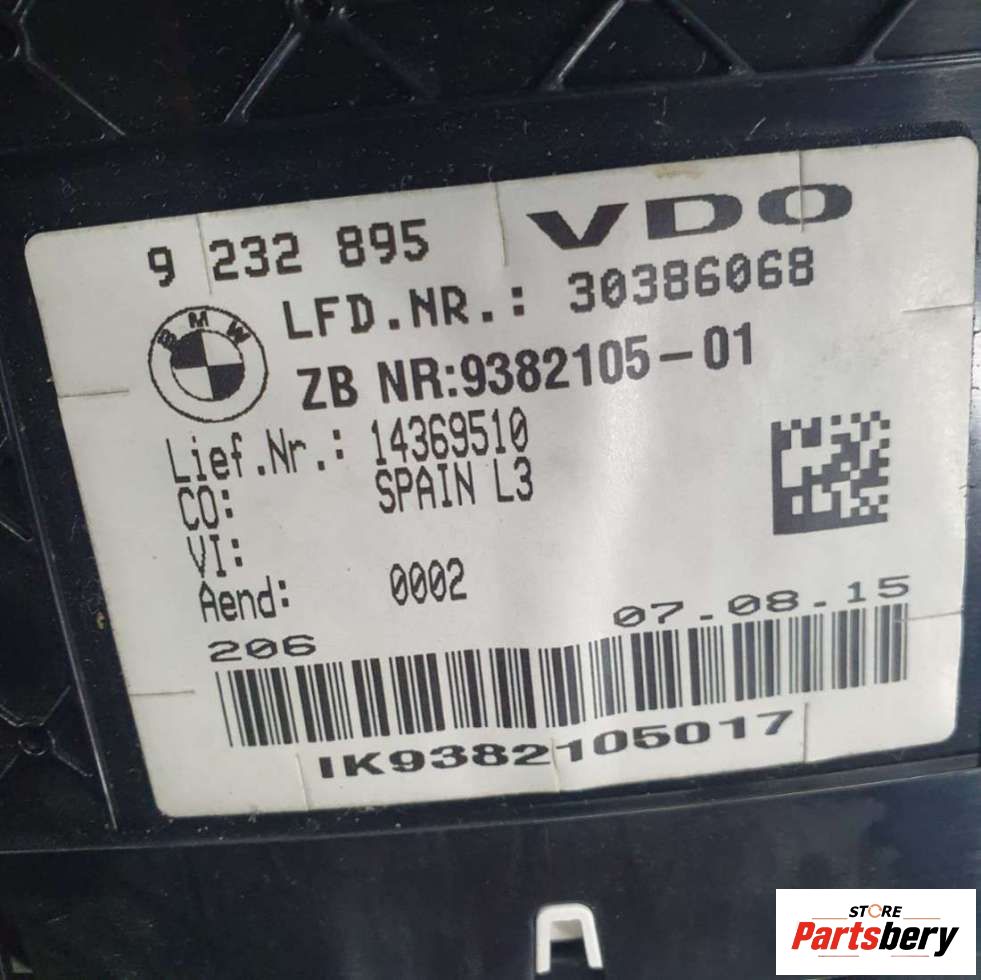 9 232 895 VDO
BMW
LFD.NR.: 30386068
ZB NR:9382105-01
Lief.Nr.: 14369510
CO: SPAIN L3
VI:
Aend: 0002
206 07.08.15
IK9382105017
STORE
Partsbery